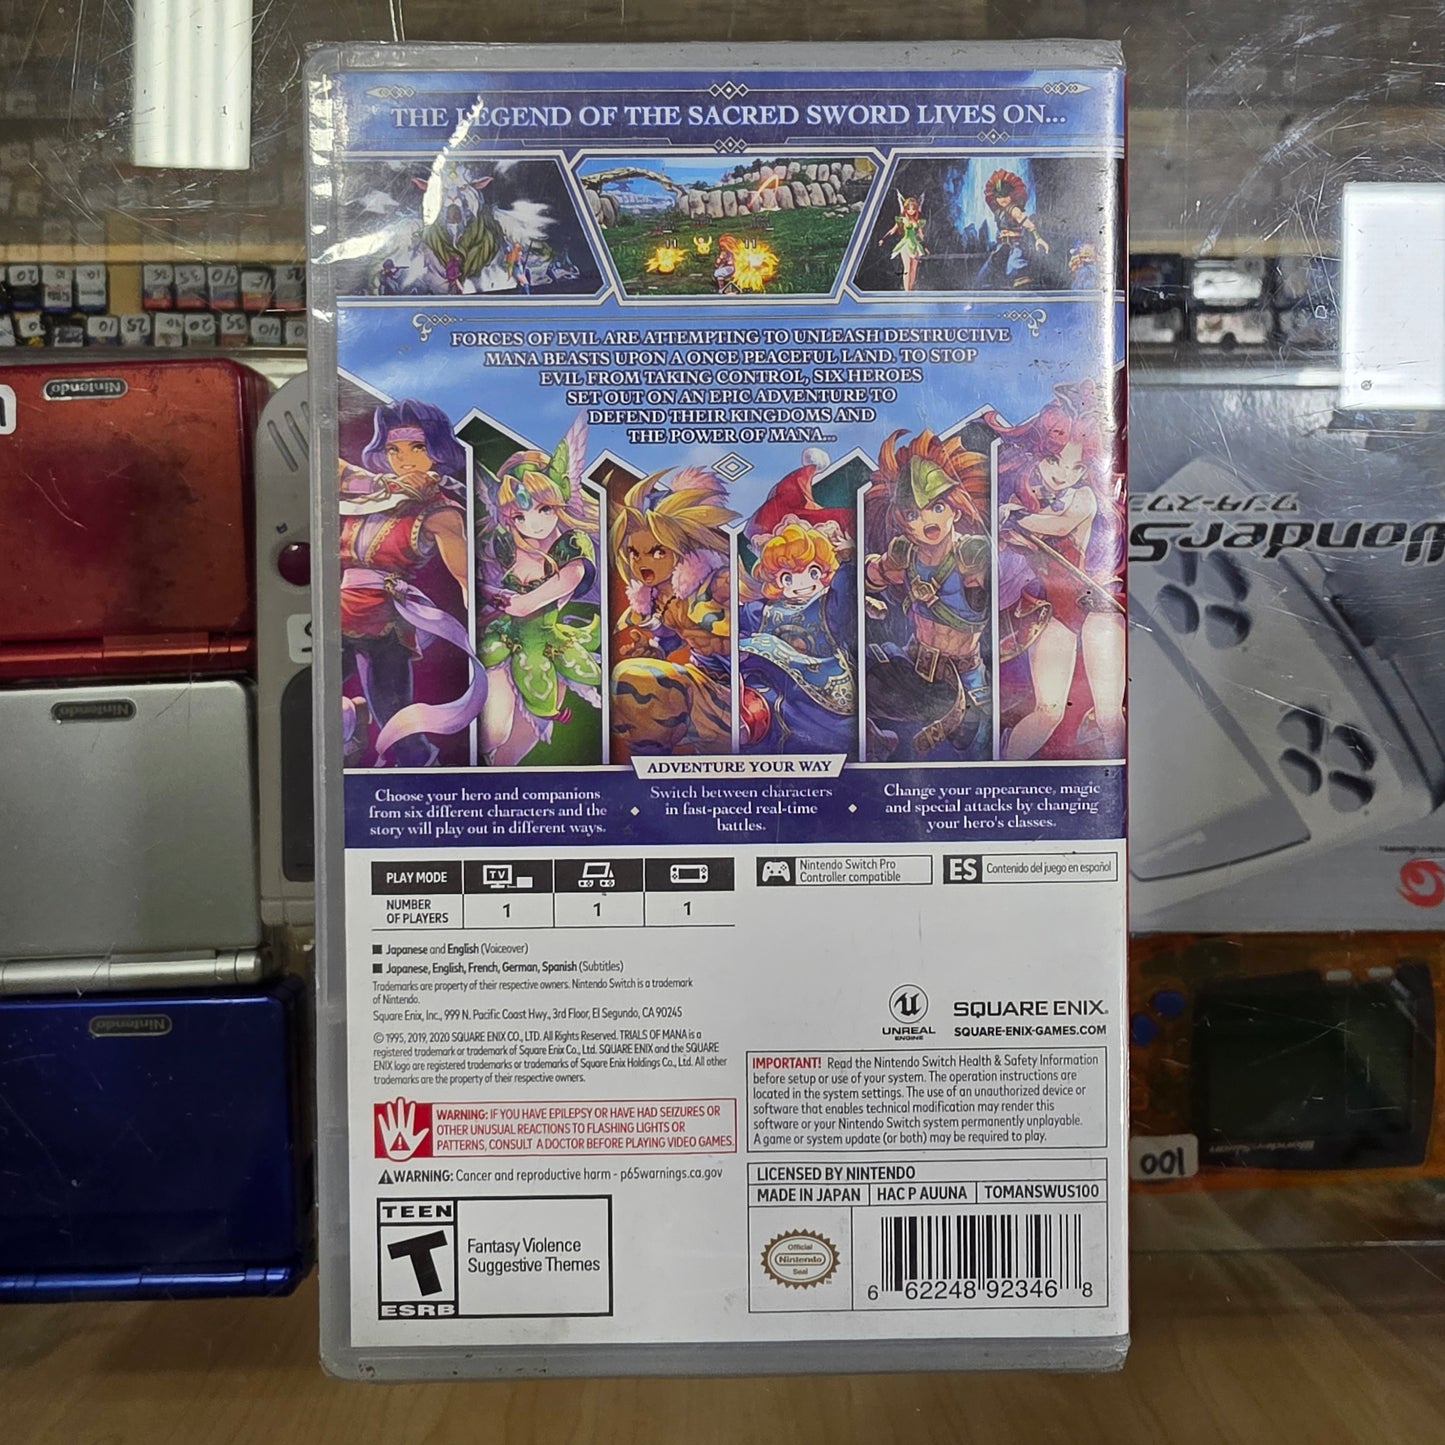 THE LEGEND OF THE SACRED SWORD LIVES ON...
FORCES OF EVIL ARE ATTEMPTING TO UNLEASH DESTRUCTIVE
MANA BEASTS UPON A ONCE PEACEFUL LAND. TO STOP
EVIL FROM TAKING CONTROL, SIX HEROES
SET OUT ON AN EPIC ADVENTURE TO
DEFEND THEIR KINGDOMS AND
THE POWER OF MANA...
ADVENTURE YOUR WAY
Choose your hero and companions
from six different characters and the
story will play out in different ways.
Switch between characters
in fast-paced real-time
battles.
Change your appearance, magic
and special attacks by changing
your hero's classes.
PLAY MODE
TV
NUMBER
OF PLAYERS
1
1
1
Nintendo Switch Pro
Controller compatible
ES Contenido del juego en español
Japanese and English (Voiceover)
Japanese, English, French, German, Spanish (Subtitles)
Trademarks are property of their respective owners. Nintendo Switch is a trademark
of Nintendo.
Square Enix, Inc., 999 N. Pacific Coast Hwy., 3rd Floor, El Segundo, CA 90245
© 1995, 2019, 2020 SQUARE ENIX CO., LTD. All Rights Reserved. TRIALS OF MANA is a
registered trademark or trademark of Square Enix Co., Ltd. SQUARE ENIX and the SQUARE
ENIX logo are registered trademarks or trademarks of Square Enix Holdings Co., Ltd. All other
trademarks are the property of their respective owners.
UNREAL
ENGINE
SQUARE ENIX.
SQUARE-ENIX-GAMES.COM
WARNING: IF YOU HAVE EPILEPSY OR HAVE HAD SEIZURES OR
OTHER UNUSUAL REACTIONS TO FLASHING LIGHTS OR
PATTERNS, CONSULT A DOCTOR BEFORE PLAYING VIDEO GAMES.
WARNING: Cancer and reproductive harm - p65warnings.ca.gov
IMPORTANT! Read the Nintendo Switch Health & Safety Information
before setup or use of your system. The operation instructions are
located in the system settings. The use of an unauthorized device or
software that enables technical modification may render this
software or your Nintendo Switch system permanently unplayable.
A game or system update (or both) may be required to play.
LICENSED BY NINTENDO
MADE IN JAPAN HAC P AUUNA TOMANSWUS100
TEEN
T
ESRB
Fantasy Violence
Suggestive Themes
Official
Nintendo
Seal
6 62248 92346 8
Nintendo
Nintendo
Nintendo
ワンダースワン
WonderS
001